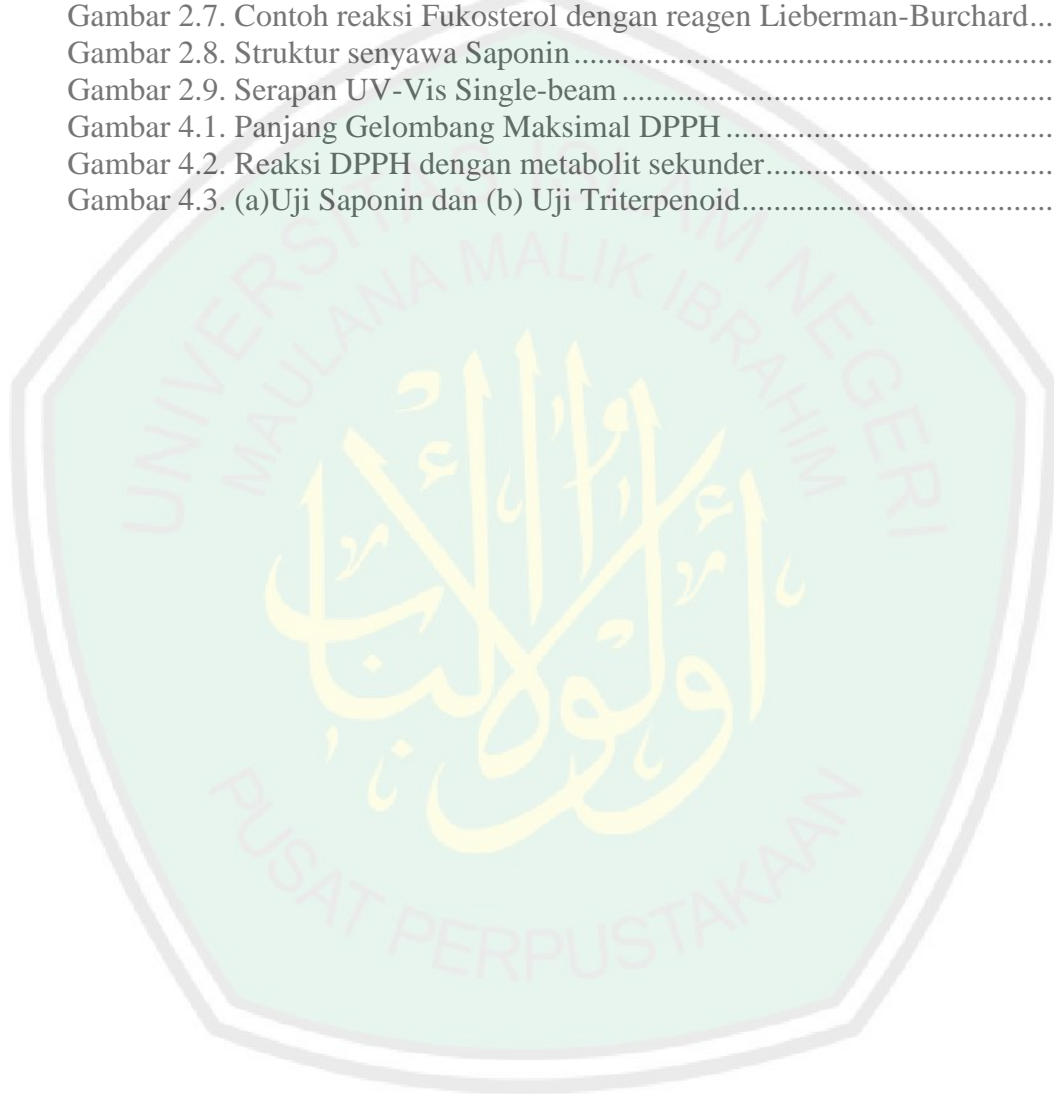 Gambar 2.7. Contoh reaksi Fukosterol dengan reagen Lieberman-Burchard...
Gambar 2.8. Struktur senyawa Saponin....................................................................
Gambar 2.9. Serapan UV-Vis Single-beam.............................................................
Gambar 4.1. Panjang Gelombang Maksimal DPPH..............................................
Gambar 4.2. Reaksi DPPH dengan metabolit sekunder........................................
Gambar 4.3. (a)Uji Saponin dan (b) Uji Triterpenoid...........................................
UNIVERSITAS ISLAM NEGERI
MAULANA MALIK IBRAHIM
أولوا الألباب
PUSAT PERPUSTAKAAN